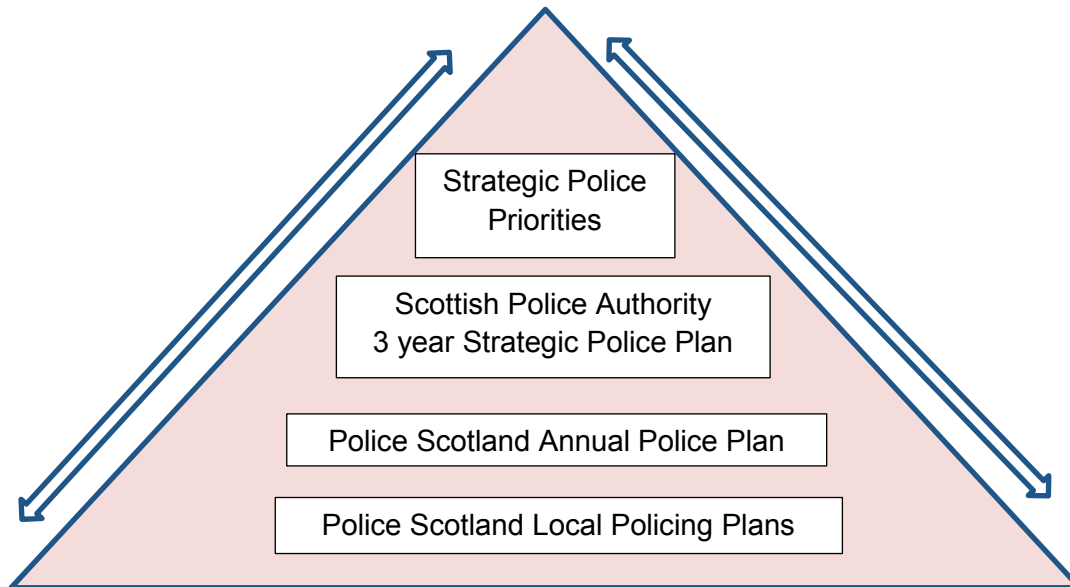 Strategic Police
Priorities
Scottish Police Authority
3 year Strategic Police Plan
Police Scotland Annual Police Plan
Police Scotland Local Policing Plans